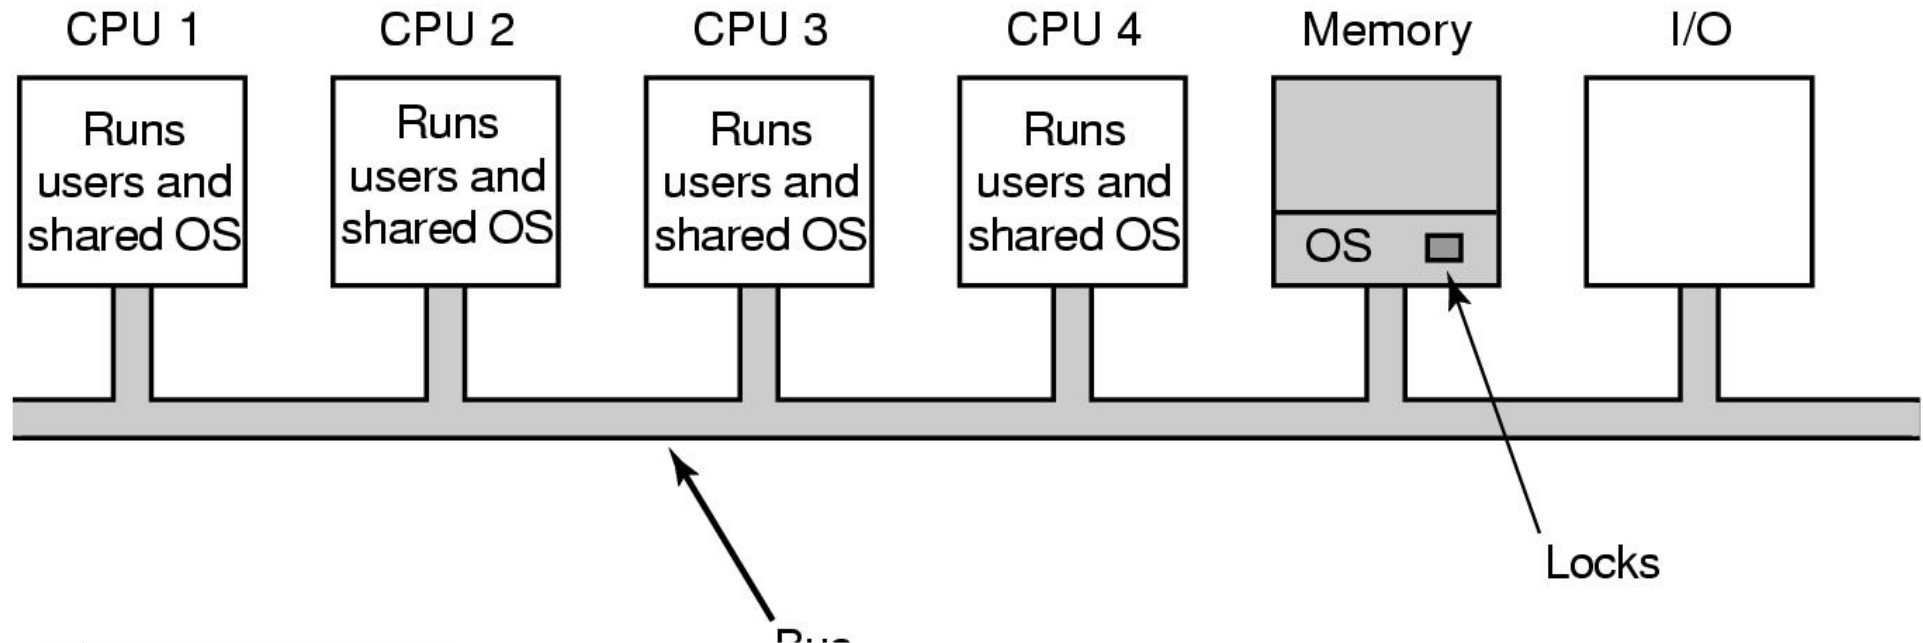 CPU 1
CPU 2
CPU 3
CPU 4
Memory
I/O
Runs
users and
shared OS
Runs
users and
shared OS
Runs
users and
shared OS
Runs
users and
shared OS
OS
Locks
Bus